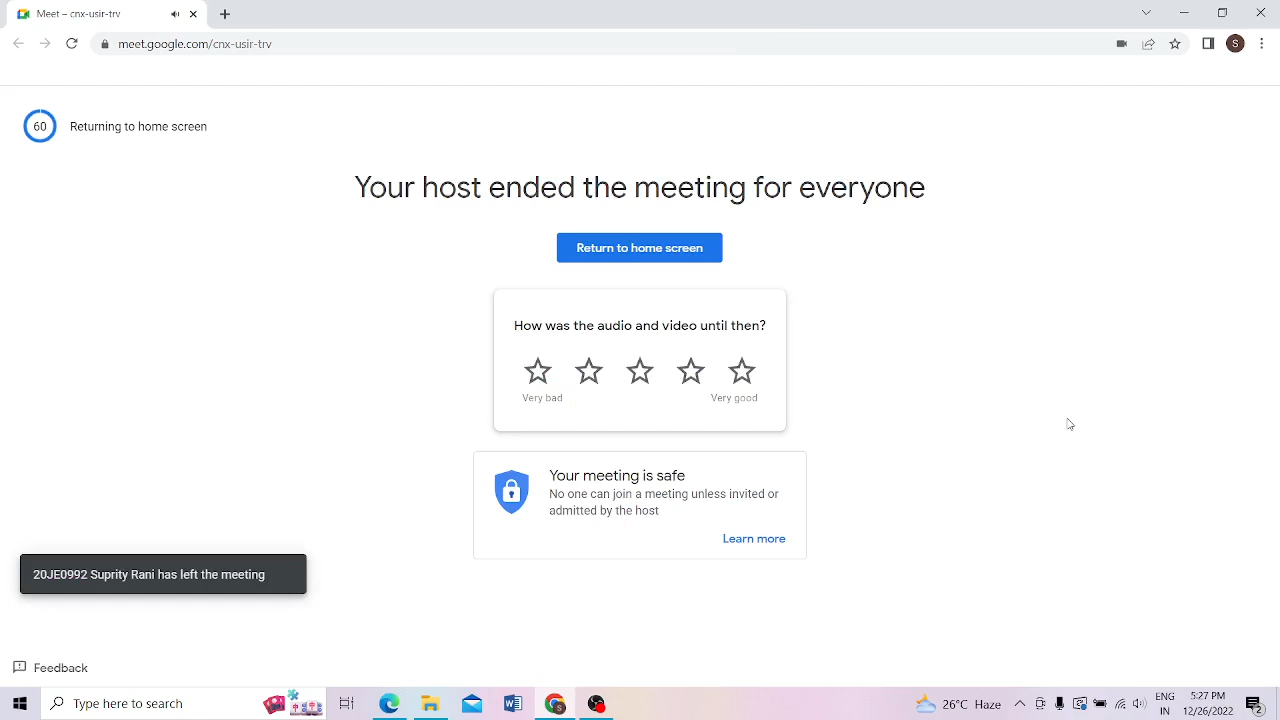 Meet – cnx-usir-trv
meet.google.com/cnx-usir-trv
S
60
Returning to home screen
Your host ended the meeting for everyone
Return to home screen
How was the audio and video until then?
Very bad
Very good
Your meeting is safe
No one can join a meeting unless invited or
admitted by the host
Learn more
20JE0992 Suprity Rani has left the meeting
Feedback
Type here to search
26°C Haze
ENG
IN
5:27 PM
12/26/2022
2